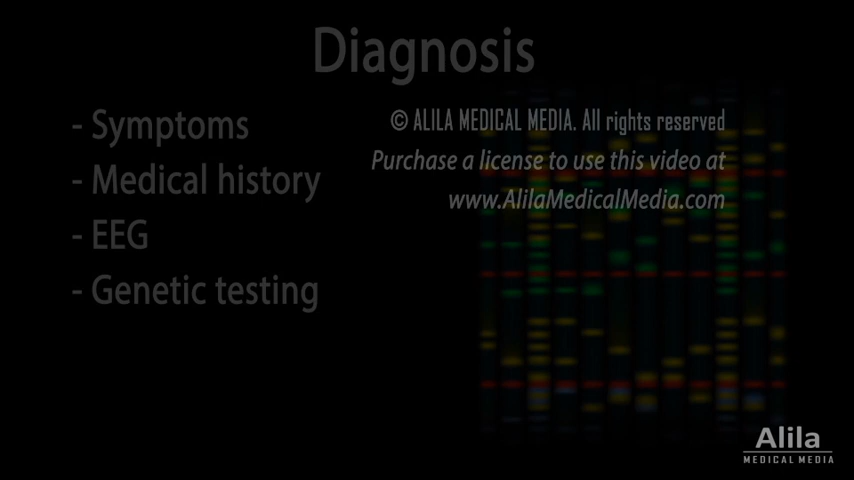 Diagnosis
- Symptoms
- Medical history
- EEG
- Genetic testing
© ALILA MEDICAL MEDIA. All rights reserved
Purchase a license to use this video at
www.AlilaMedicalMedia.com
Alila
MEDICAL MEDIA